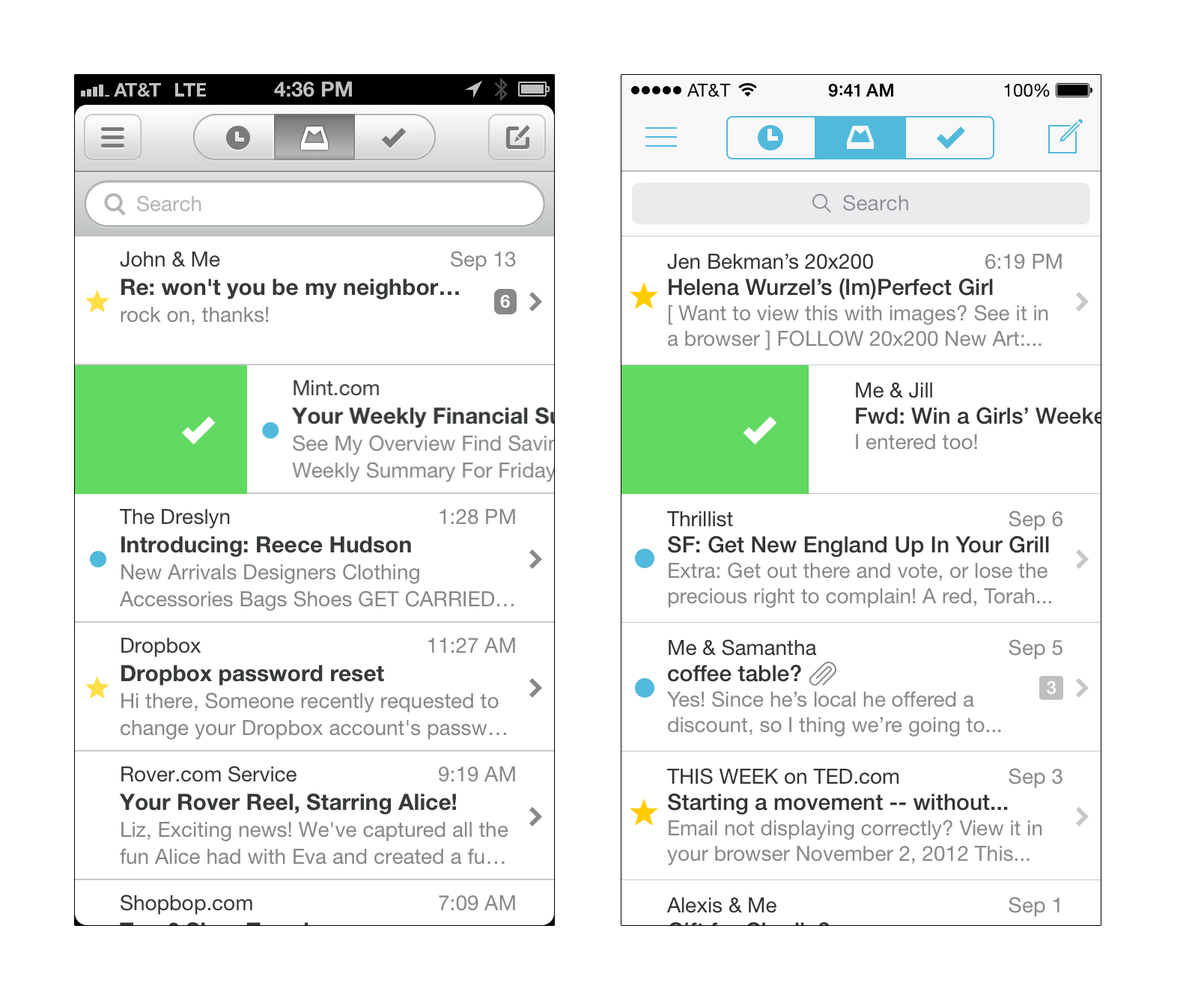 AT&T LTE 4:36 PM
Search
John & Me Sep 13
Re: won't you be my neighbor…
6
rock on, thanks!
Mint.com
Your Weekly Financial Su
See My Overview Find Savin
Weekly Summary For Friday
The Dreslyn 1:28 PM
Introducing: Reece Hudson
New Arrivals Designers Clothing
Accessories Bags Shoes GET CARRIED…
Dropbox 11:27 AM
Dropbox password reset
Hi there, Someone recently requested to
change your Dropbox account's passw…
Rover.com Service 9:19 AM
Your Rover Reel, Starring Alice!
Liz, Exciting news! We've captured all the
fun Alice had with Eva and created a fu…
Shopbop.com 7:09 AM
AT&T 9:41 AM 100%
Search
Jen Bekman’s 20x200 6:19 PM
Helena Wurzel’s (Im)Perfect Girl
[ Want to view this with images? See it in
a browser ] FOLLOW 20x200 New Art:...
Me & Jill
Fwd: Win a Girls’ Weeke
I entered too!
Thrillist Sep 6
SF: Get New England Up In Your Grill
Extra: Get out there and vote, or lose the
precious right to complain! A red, Torah...
Me & Samantha Sep 5
coffee table?
3
Yes! Since he’s local he offered a
discount, so I thing we’re going to...
THIS WEEK on TED.com Sep 3
Starting a movement -- without...
Email not displaying correctly? View it in
your browser November 2, 2012 This...
Alexis & Me Sep 1